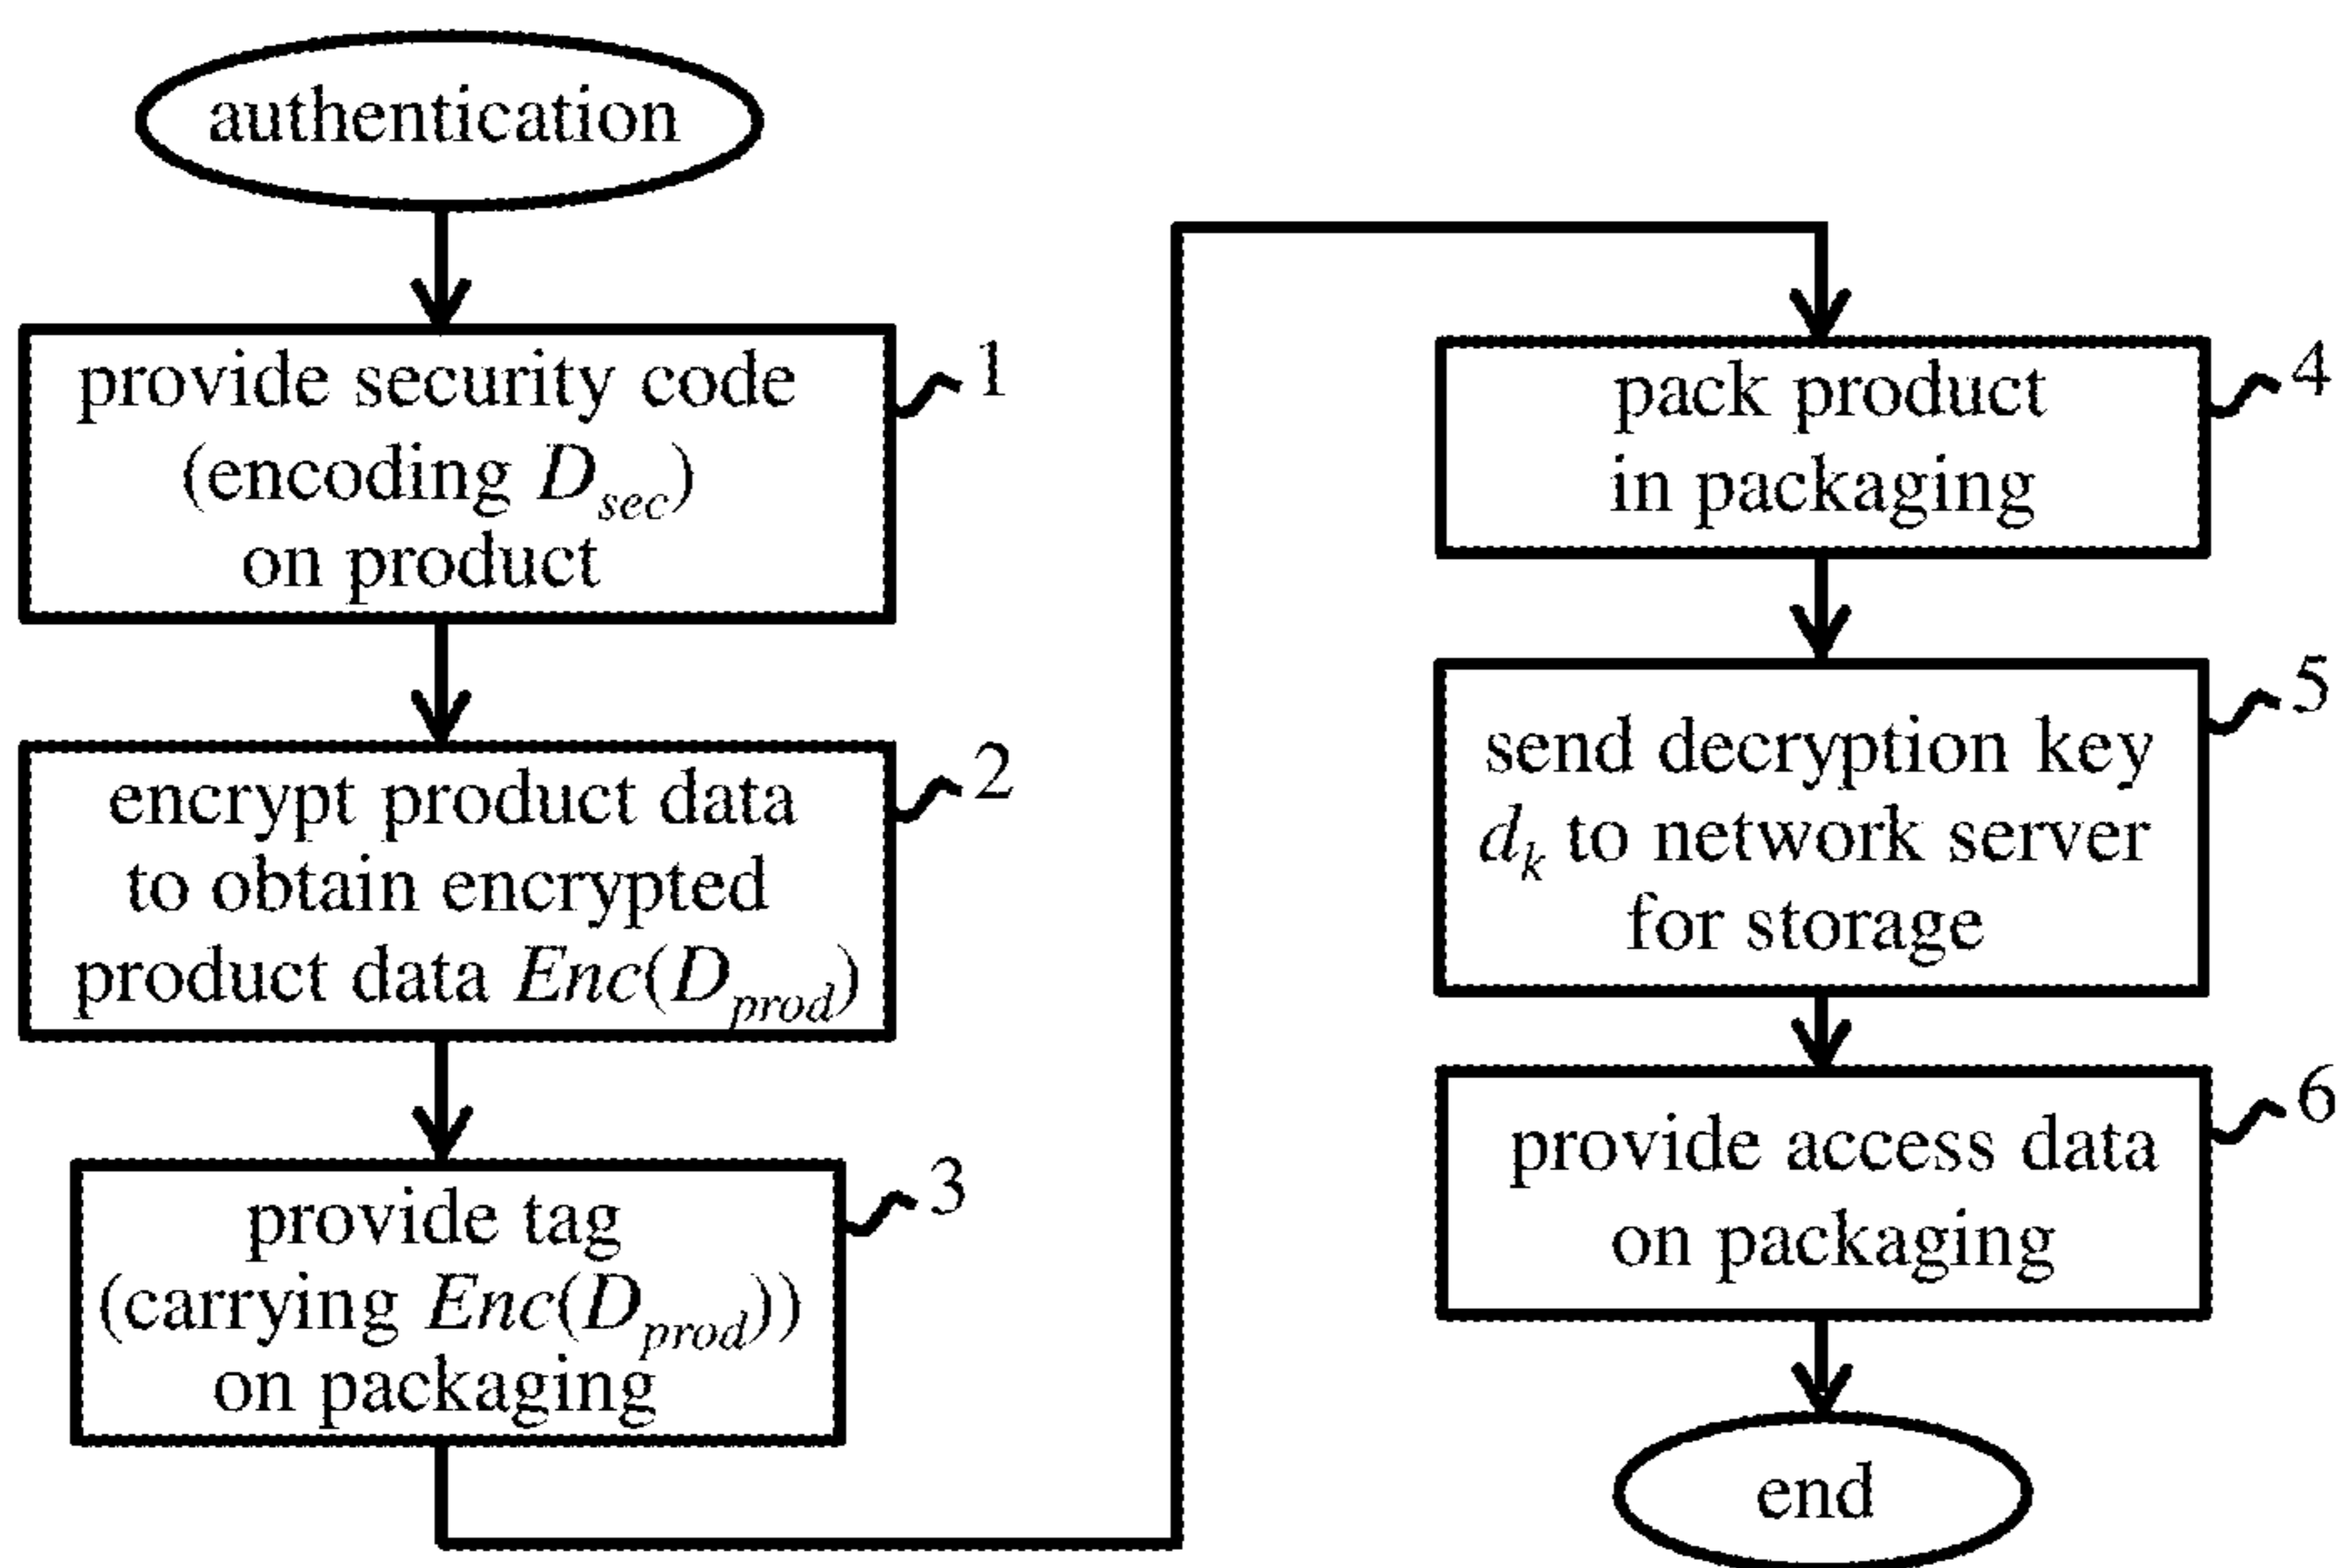 authentication
provide security code
(encoding D_sec)
on product
1
encrypt product data
to obtain encrypted
product data Enc(D_prod)
2
provide tag
(carrying Enc(D_prod))
on packaging
3
pack product
in packaging
4
send decryption key
d_k to network server
for storage
5
provide access data
on packaging
6
end